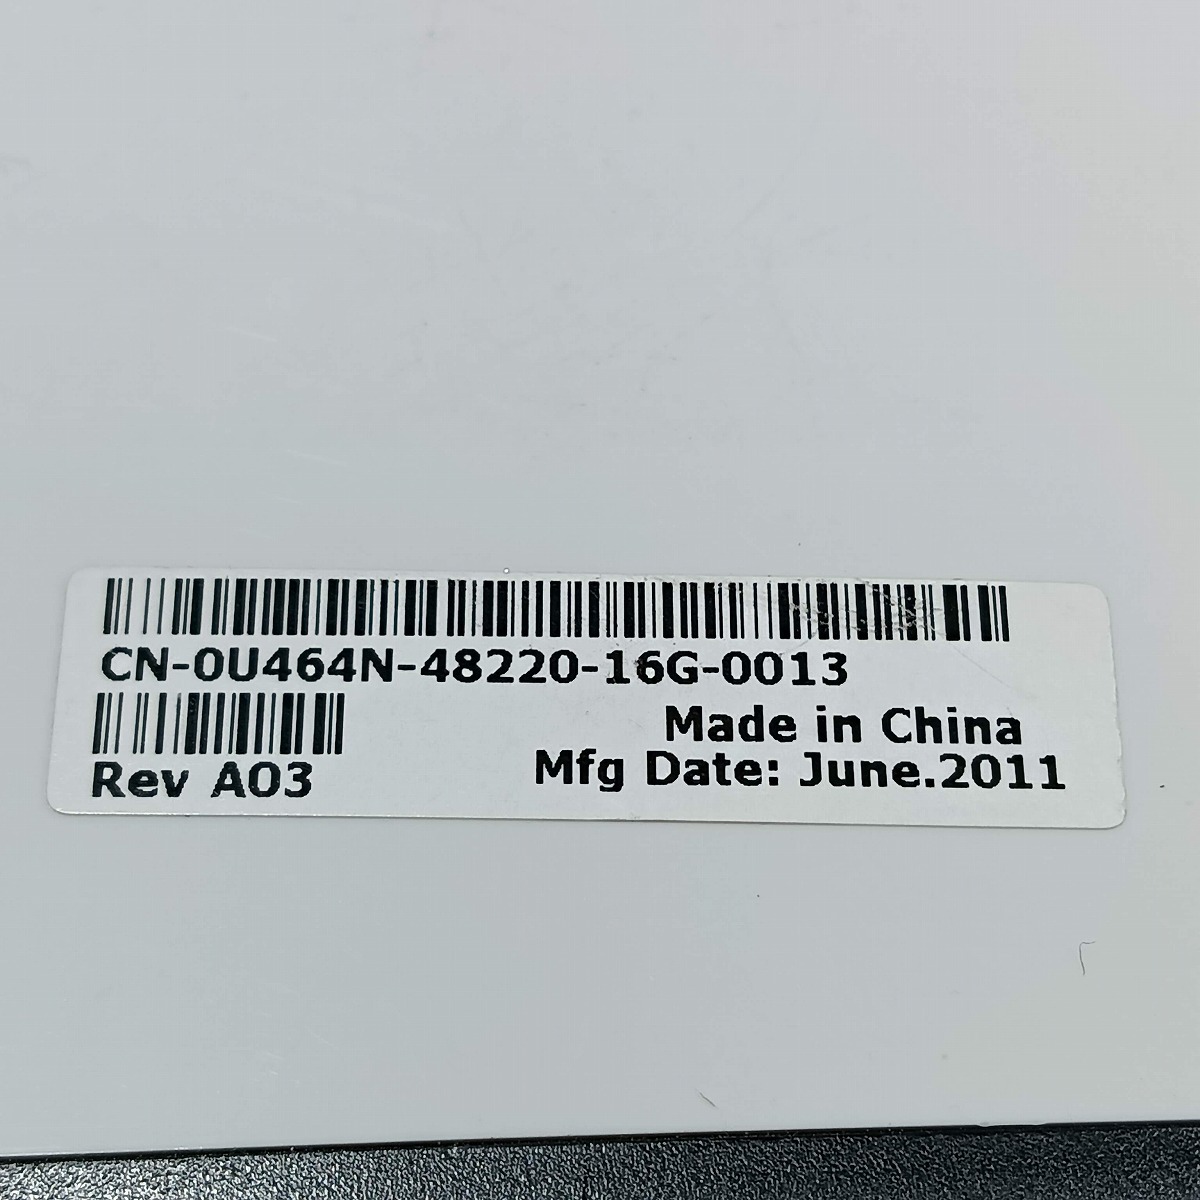 CN-0U464N-48220-16G-0013
Made in China
Rev A03
Mfg Date: June.2011